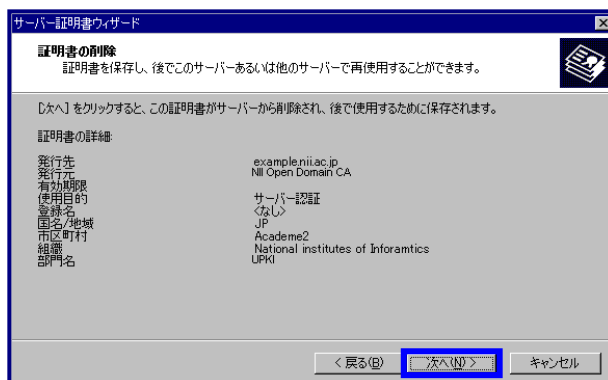 サーバー証明書ウィザード
証明書の削除
証明書を保存し、後でこのサーバーあるいは他のサーバーで再使用することができます。
[次へ] をクリックすると、この証明書がサーバーから削除され、後で使用するために保存されます。
証明書の詳細:
発行先 example.nii.ac.jp
発行元 NII Open Domain CA
有効期限
使用目的 サーバー認証
登録名 <なし>
国名/地域 JP
市区町村 Academe2
組織 National institutes of Inforamtics
部門名 UPKI
< 戻る(B) 次へ(N) > キャンセル